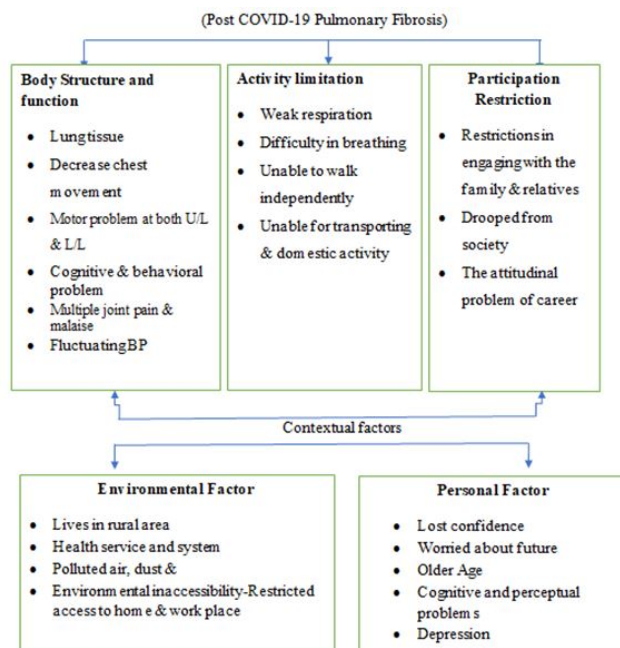 (Post COVID-19 Pulmonary Fibrosis)
Body Structure and
function
• Lung tissue
• Decrease chest
movement
• Motor problem at both U/L
& L/L
• Cognitive & behavioral
problem
• Multiple joint pain &
malaise
• Fluctuating BP
Activity limitation
• Weak respiration
• Difficulty in breathing
• Unable to walk
independently
• Unable for transporting
& domestic activity
Participation
Restriction
• Restrictions in
engaging with the
family & relatives
• Drooped from
society
• The attitudinal
problem of career
Contextual factors
Environmental Factor
• Lives in rural area
• Health service and system
• Polluted air, dust &
• Environmental inaccessibility-Restricted
access to home & work place
Personal Factor
• Lost confidence
• Worried about future
• Older Age
• Cognitive and perceptual
problems
• Depression